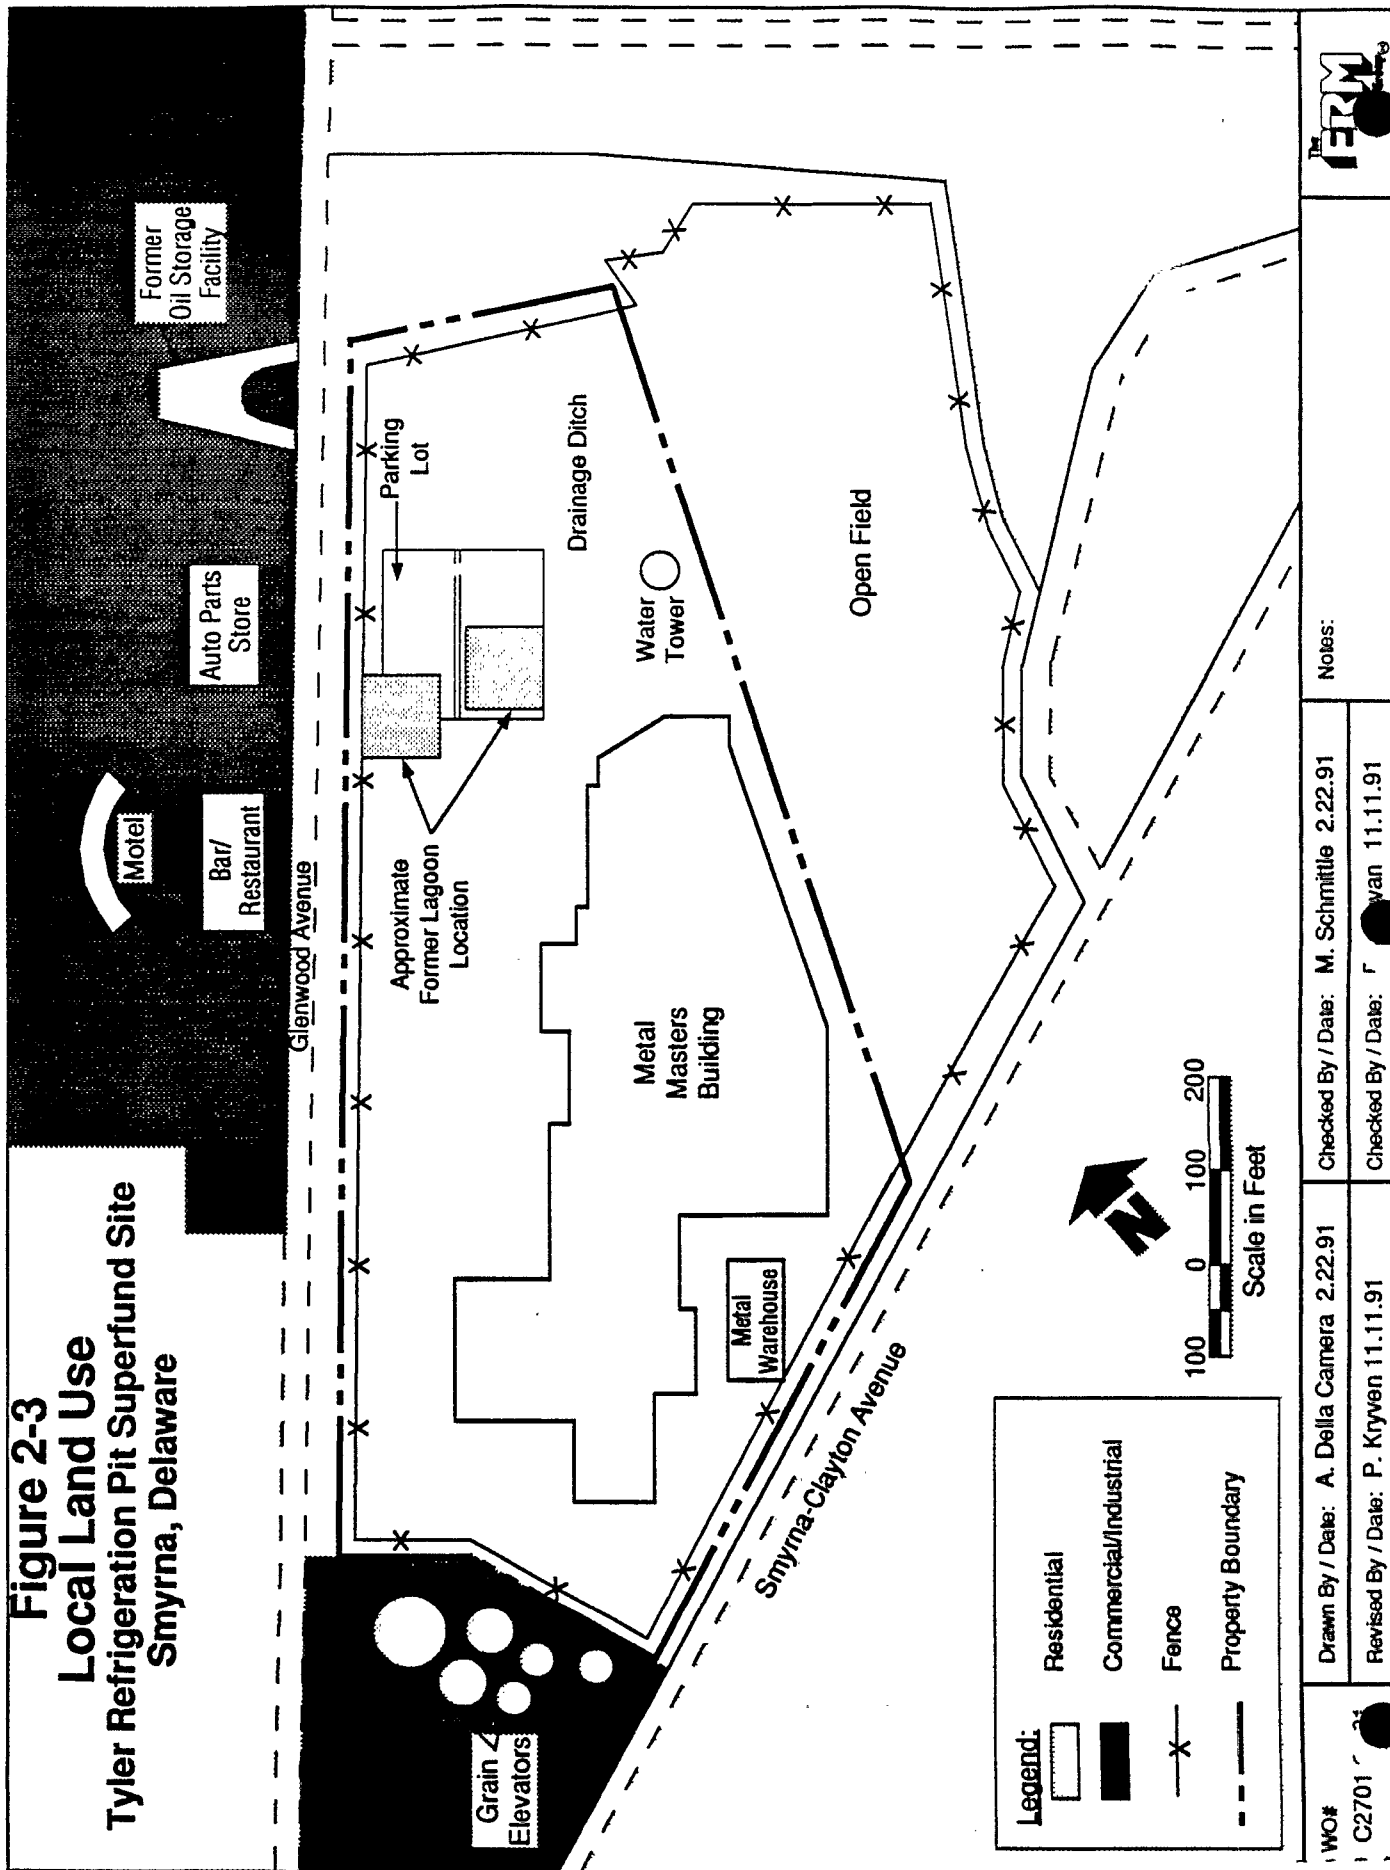 Figure 2-3
Local Land Use
Tyler Refrigeration Pit Superfund Site
Smyrna, Delaware
Motel
Bar/
Restaurant
Auto Parts
Store
Former
Oil Storage
Facility
Glenwood Avenue
Parking
Lot
Approximate
Former Lagoon
Location
Drainage Ditch
Water
Tower
Open Field
Metal
Masters
Building
Metal
Warehouse
Grain
Elevators
Smyrna-Clayton Avenue
N
100 0 100 200
Scale in Feet
Legend:
Residential
Commercial/Industrial
Fence
Property Boundary
WO#
C2701
Drawn By / Date: A. Della Camera 2.22.91
Revised By / Date: P. Kryven 11.11.91
Checked By / Date: M. Schmittle 2.22.91
Checked By / Date: 11.11.91
Notes:
The
ERM
Group®